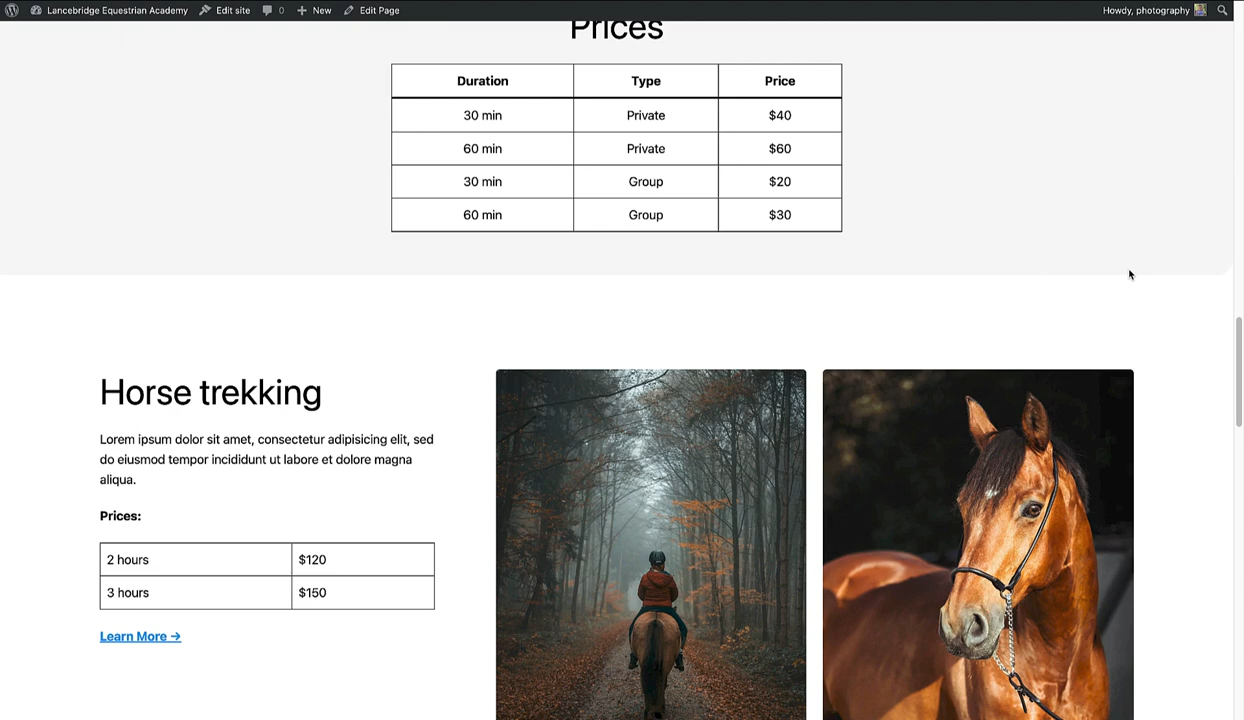 Lancebridge Equestrian Academy Edit site 0 New Edit Page Howdy, photography
Prices
Duration Type Price
30 min Private $40
60 min Private $60
30 min Group $20
60 min Group $30
Horse trekking
Lorem ipsum dolor sit amet, consectetur adipisicing elit, sed
do eiusmod tempor incididunt ut labore et dolore magna
aliqua.
Prices:
2 hours $120
3 hours $150
Learn More →